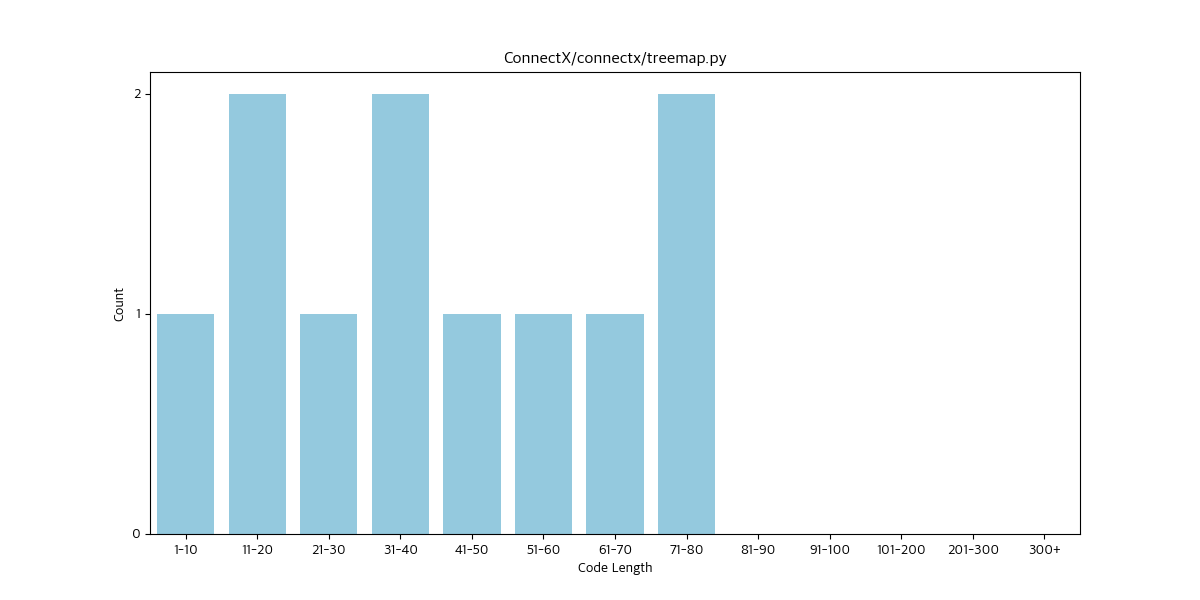 ConnectX/connectx/treemap.py
2
1
0
Count
1-10 11-20 21-30 31-40 41-50 51-60 61-70 71-80 81-90 91-100 101-200 201-300 300+
Code Length